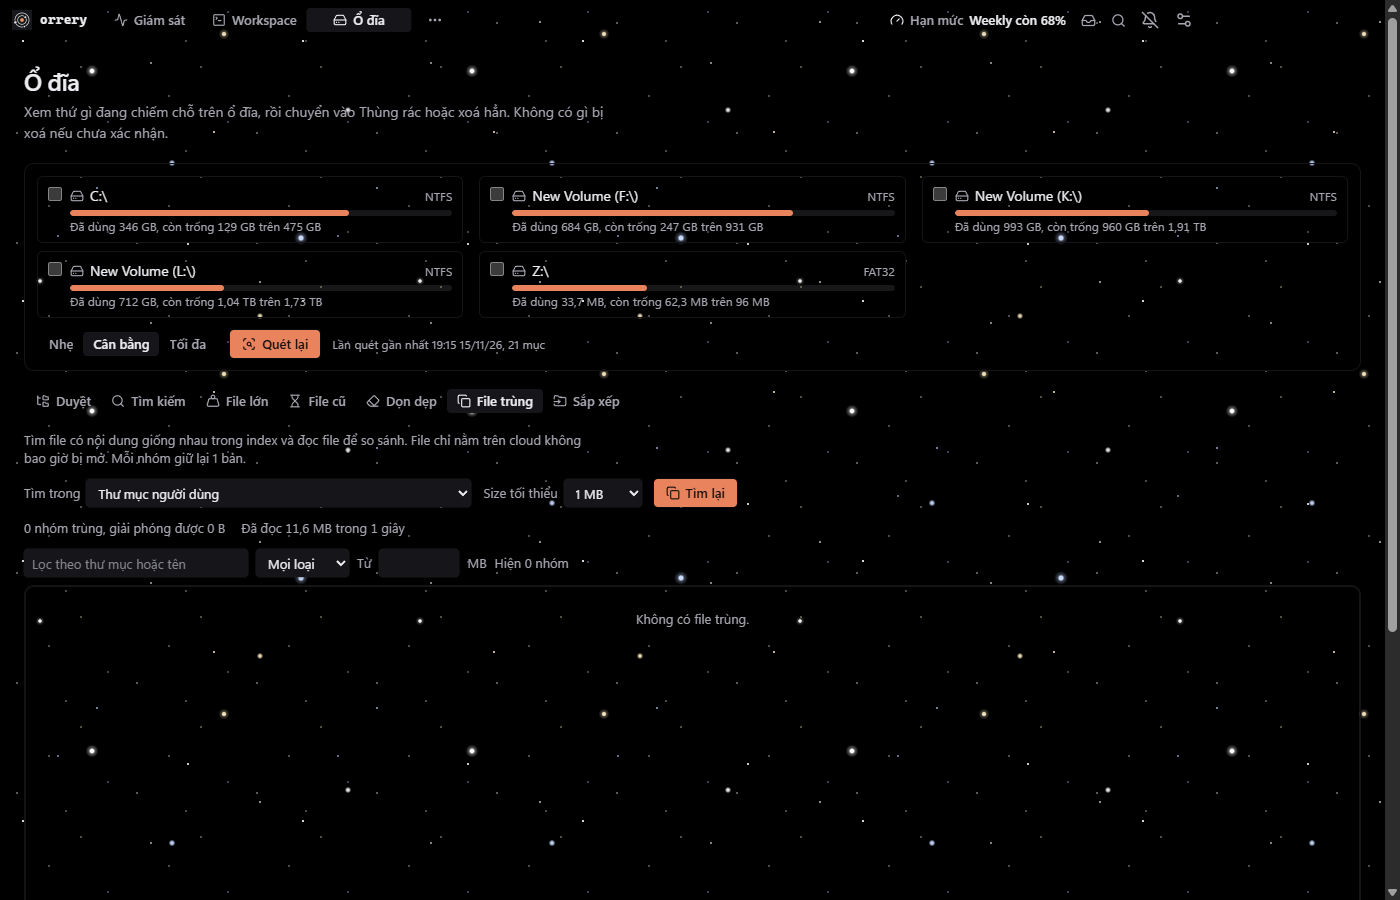 orrery
Giám sát
Workspace
Ổ đĩa
Hạn mức Weekly còn 68%
Ổ đĩa
Xem thứ gì đang chiếm chỗ trên ổ đĩa, rồi chuyển vào Thùng rác hoặc xoá hẳn. Không có gì bị
xoá nếu chưa xác nhận.
C:\
NTFS
Đã dùng 346 GB, còn trống 129 GB trên 475 GB
New Volume (F:\)
NTFS
Đã dùng 684 GB, còn trống 247 GB trên 931 GB
New Volume (K:\)
NTFS
Đã dùng 993 GB, còn trống 960 GB trên 1,91 TB
New Volume (L:\)
NTFS
Đã dùng 712 GB, còn trống 1,04 TB trên 1,73 TB
Z:\
FAT32
Đã dùng 33,7 MB, còn trống 62,3 MB trên 96 MB
Nhẹ
Cân bằng
Tối đa
Quét lại
Lần quét gần nhất 19:15 15/11/26, 21 mục
Duyệt
Tìm kiếm
File lớn
File cũ
Dọn dẹp
File trùng
Sắp xếp
Tìm file có nội dung giống nhau trong index và đọc file để so sánh. File chỉ nằm trên cloud không
bao giờ bị mở. Mỗi nhóm giữ lại 1 bản.
Tìm trong
Thư mục người dùng
Size tối thiểu
1 MB
Tìm lại
0 nhóm trùng, giải phóng được 0 B
Đã đọc 11,6 MB trong 1 giây
Lọc theo thư mục hoặc tên
Mọi loại
Từ
MB
Hiện 0 nhóm
Không có file trùng.